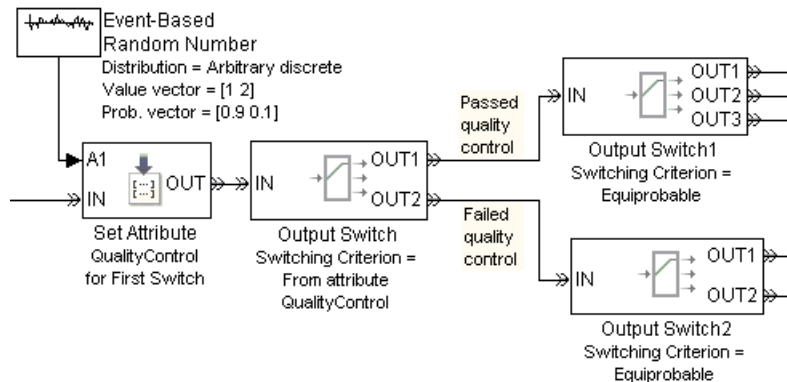 Event-Based
Random Number
Distribution = Arbitrary discrete
Value vector = [1 2]
Prob. vector = [0.9 0.1]
A1
IN
OUT
[:::]
Set Attribute
QualityControl
for First Switch
IN
OUT1
OUT2
Output Switch
Switching Criterion =
From attribute
QualityControl
Passed
quality
control
Failed
quality
control
IN
OUT1
OUT2
OUT3
Output Switch1
Switching Criterion =
Equiprobable
IN
OUT1
OUT2
Output Switch2
Switching Criterion =
Equiprobable